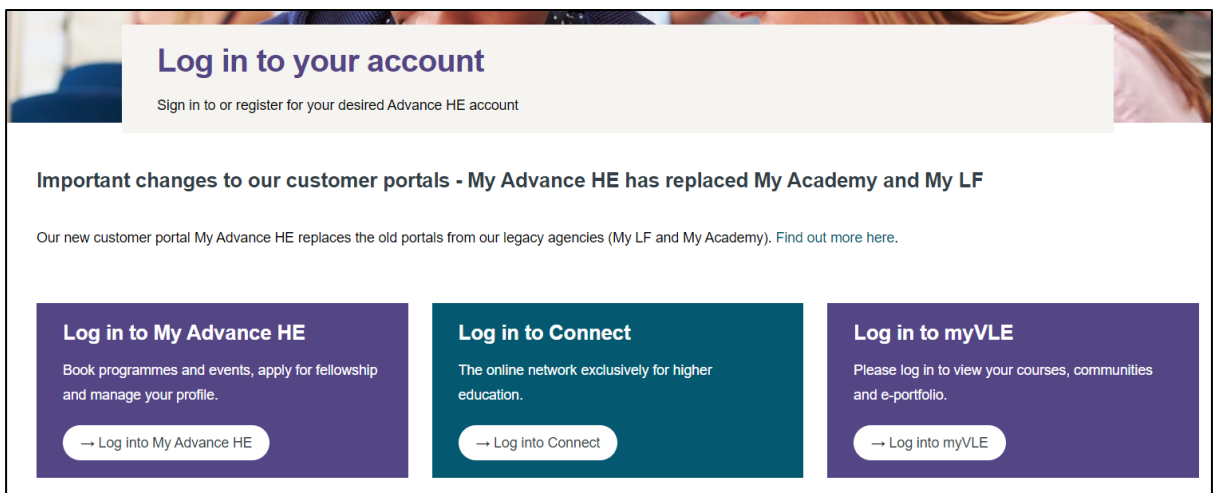 Log in to your account
Sign in to or register for your desired Advance HE account
Important changes to our customer portals - My Advance HE has replaced My Academy and My LF
Our new customer portal My Advance HE replaces the old portals from our legacy agencies (My LF and My Academy). Find out more here.
Log in to My Advance HE
Book programmes and events, apply for fellowship
and manage your profile.
→ Log into My Advance HE
Log in to Connect
The online network exclusively for higher
education.
→ Log into Connect
Log in to myVLE
Please log in to view your courses, communities
and e-portfolio.
→ Log into myVLE